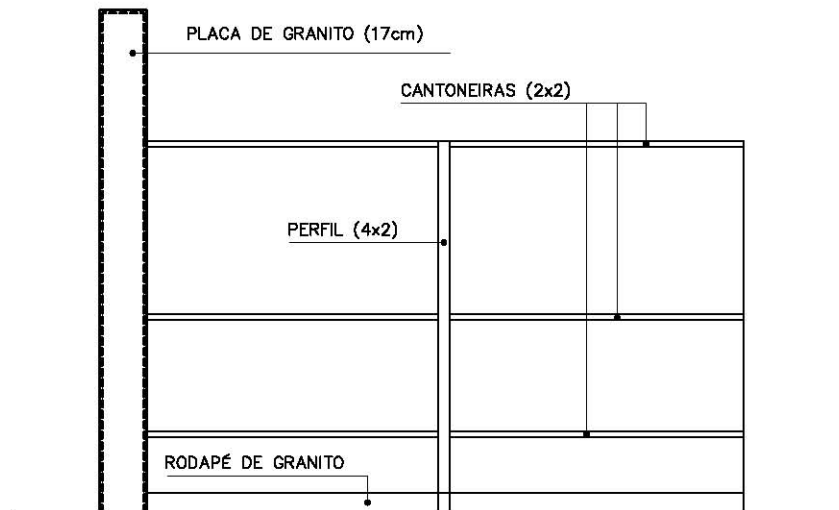 PLACA DE GRANITO (17cm)
CANTONEIRAS (2x2)
PERFIL (4x2)
RODAPÉ DE GRANITO